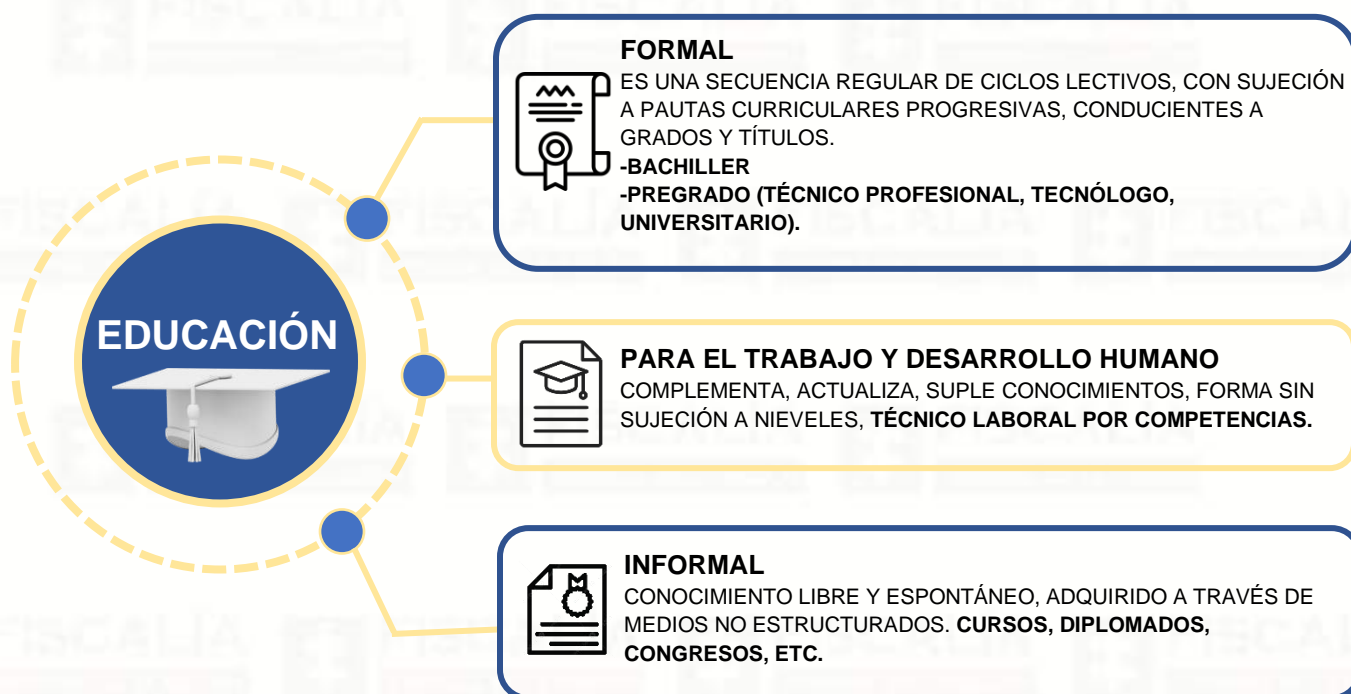 EDUCACIÓN
FORMAL
ES UNA SECUENCIA REGULAR DE CICLOS LECTIVOS, CON SUJECIÓN
A PAUTAS CURRICULARES PROGRESIVAS, CONDUCIENTES A
GRADOS Y TÍTULOS.
-BACHILLER
-PREGRADO (TÉCNICO PROFESIONAL, TECNÓLOGO,
UNIVERSITARIO).
PARA EL TRABAJO Y DESARROLLO HUMANO
COMPLEMENTA, ACTUALIZA, SUPLE CONOCIMIENTOS, FORMA SIN
SUJECIÓN A NIEVELES, TÉCNICO LABORAL POR COMPETENCIAS.
INFORMAL
CONOCIMIENTO LIBRE Y ESPONTÁNEO, ADQUIRIDO A TRAVÉS DE
MEDIOS NO ESTRUCTURADOS. CURSOS, DIPLOMADOS,
CONGRESOS, ETC.